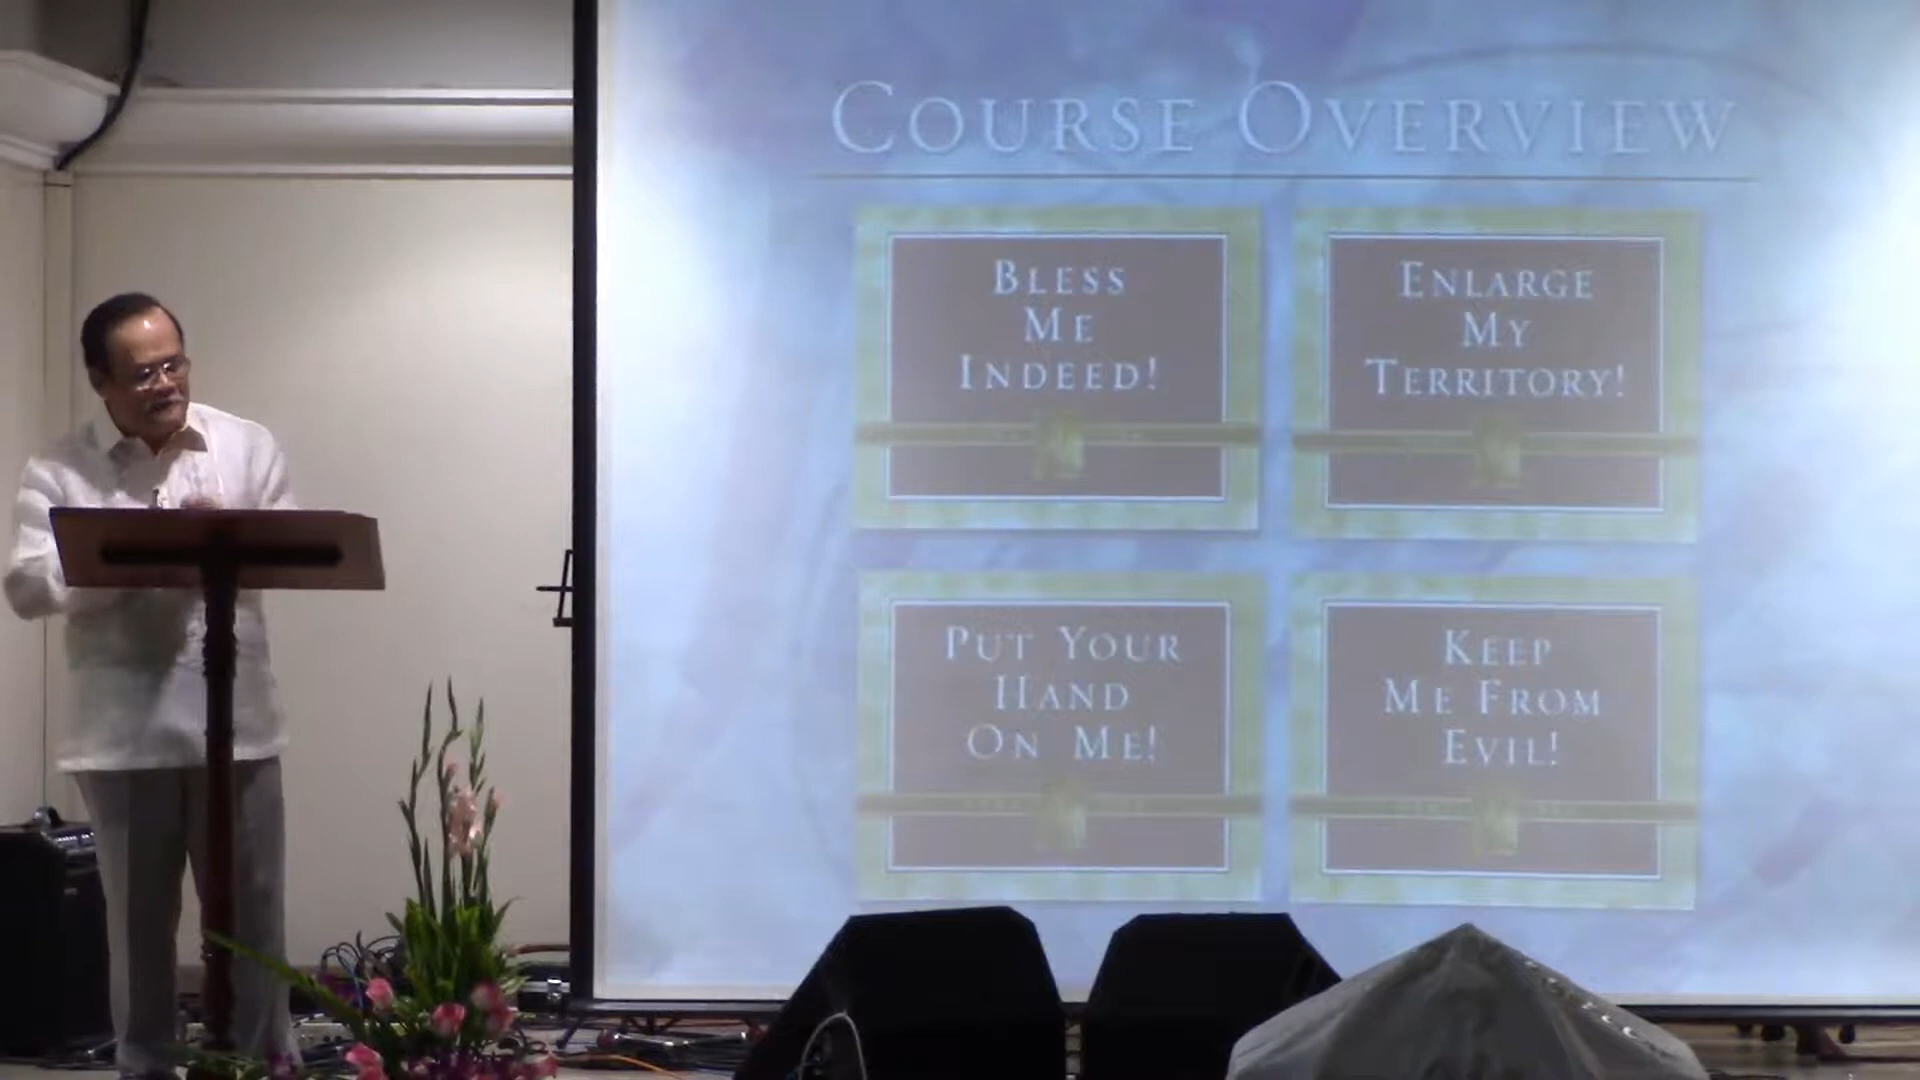 COURSE OVERVIEW
BLESS
ME
INDEED!
ENLARGE
MY
TERRITORY!
PUT YOUR
HAND
ON ME!
KEEP
ME FROM
EVIL!